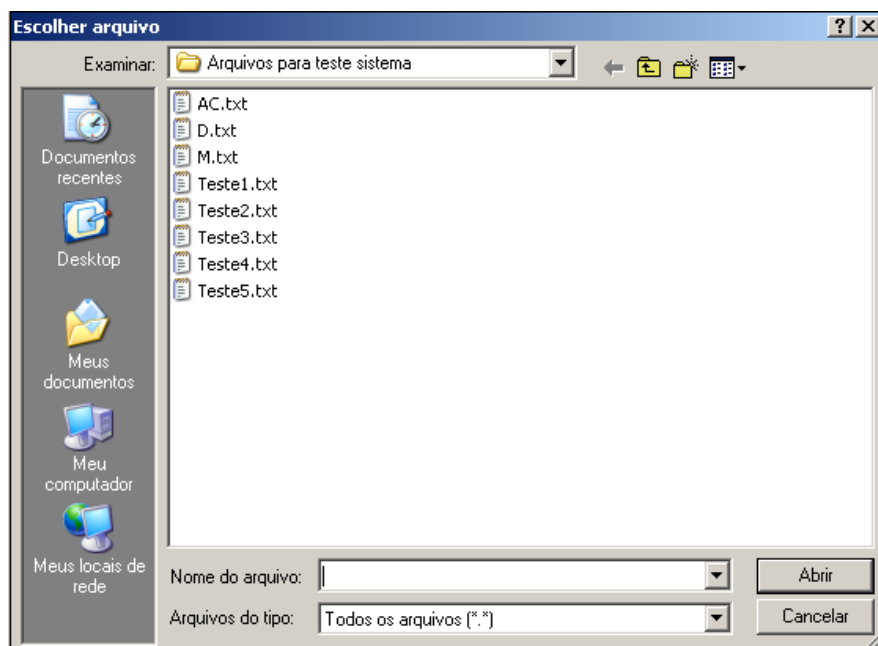 Escolher arquivo
Examinar:
Arquivos para teste sistema
Documentos
recentes
Desktop
Meus
documentos
Meu
computador
Meus locais de
rede
AC.txt
D.txt
M.txt
Teste1.txt
Teste2.txt
Teste3.txt
Teste4.txt
Teste5.txt
Nome do arquivo:
Abrir
Arquivos do tipo:
Todos os arquivos (*.*)
Cancelar